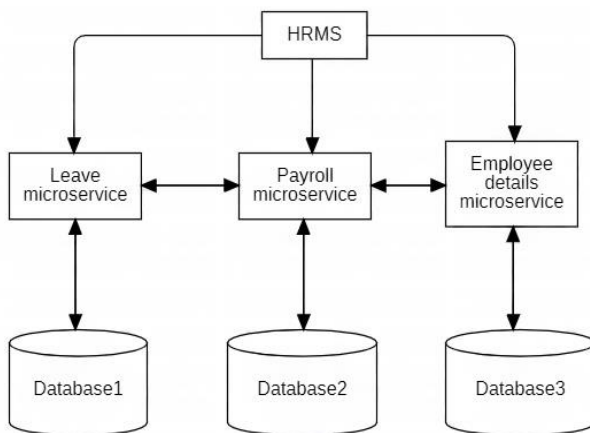 HRMS
Leave
microservice
Payroll
microservice
Employee
details
microservice
Database1
Database2
Database3